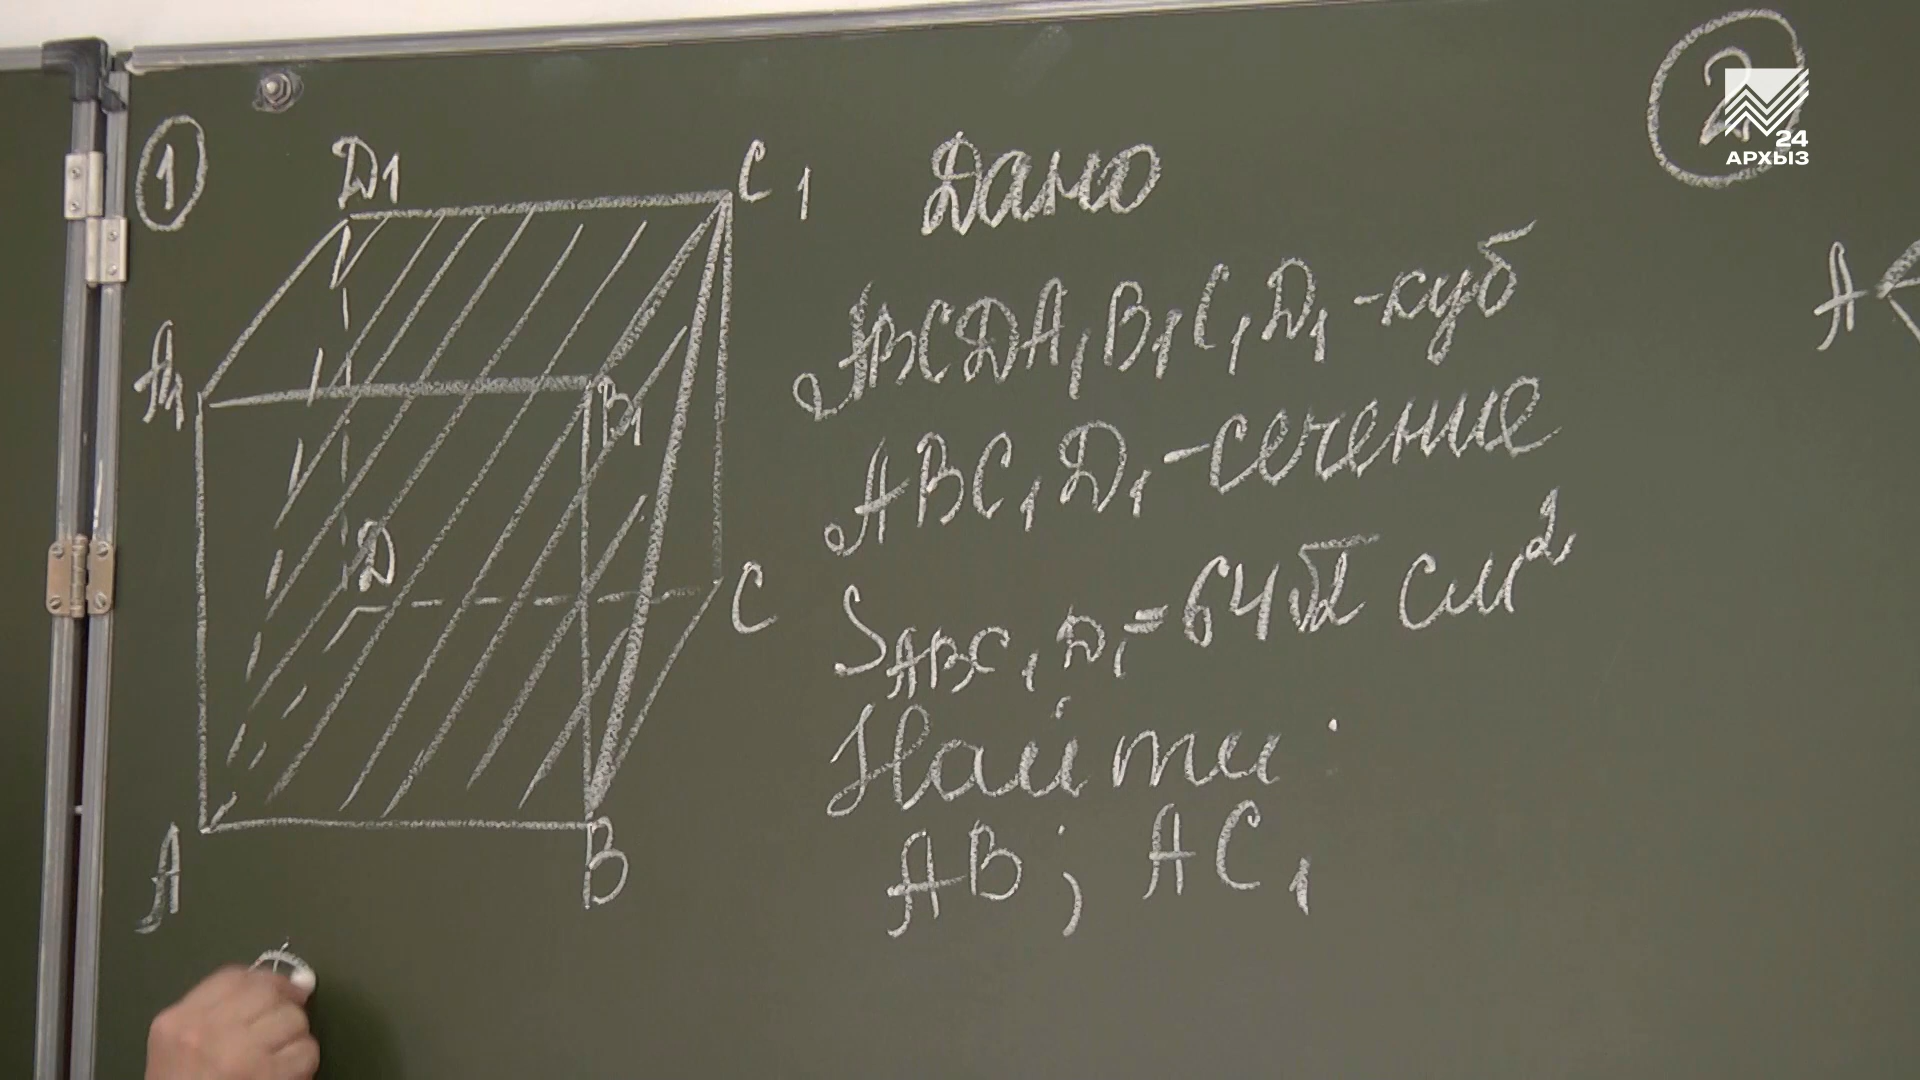 1
D1
C1
A1
B1
D
C
A
B
Дано
ABCDA₁B₁C₁D₁ - куб
ABC₁D₁ - сечение
S_ABC₁D₁ = 64√2 см²
Найти:
AB; AC₁
2
A
24
АРХЫЗ